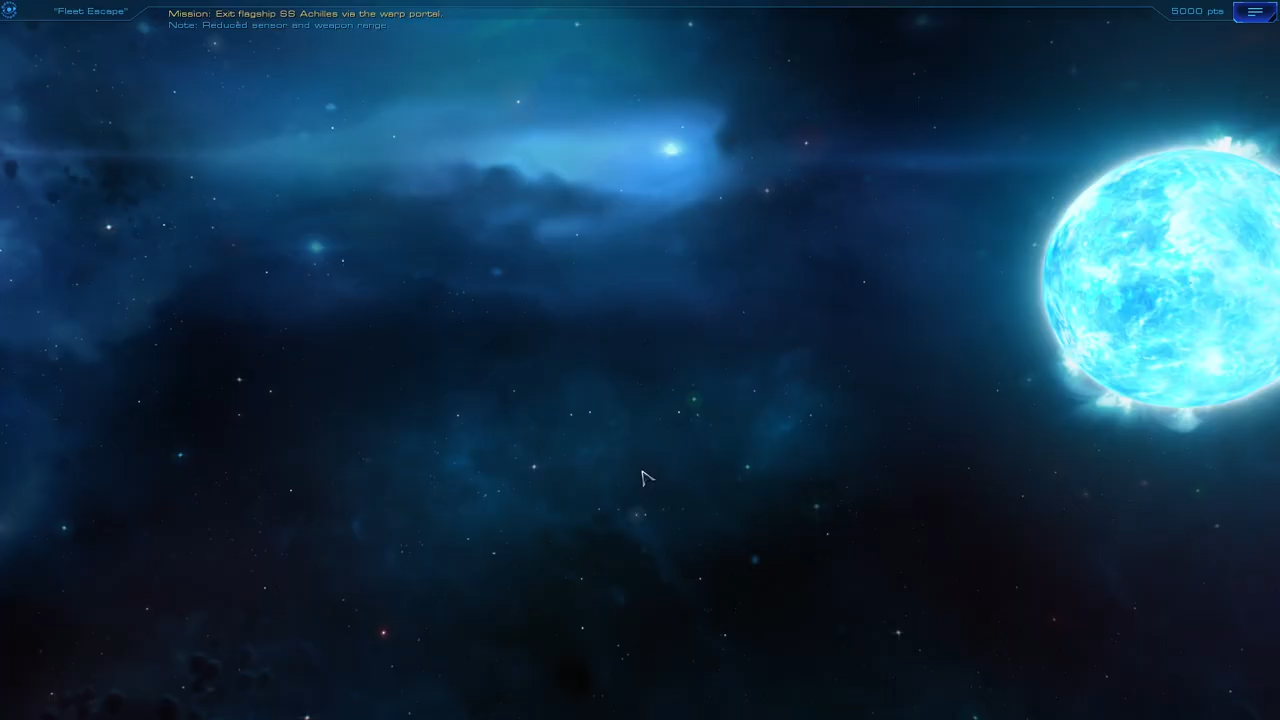 "Fleet Escape"
Mission: Exit flagship SS Achilles via the warp portal.
Note: Reduced sensor and weapon range.
5000 pts